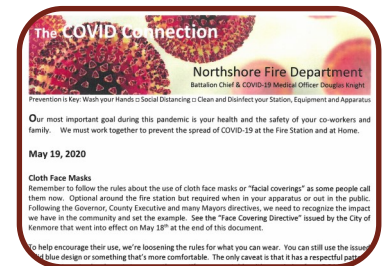 The COVID Connection
Northshore Fire Department
Battalion Chief & COVID-19 Medical Officer Douglas Knight
Prevention is Key: Wash your Hands □ Social Distancing □ Clean and Disinfect your Station, Equipment and Apparatus
Our most important goal during this pandemic is your health and the safety of your co-workers and
family. We must work together to prevent the spread of COVID-19 at the Fire Station and at Home.
May 19, 2020
Cloth Face Masks
Remember to follow the rules about the use of cloth face masks or "facial coverings" as some people call
them now. Optional around the fire station but required when in your apparatus or out in the public.
Following the Governor, County Executive and many Mayors directives, we need to recognize the impact
we have in the community and set the example. See the "Face Covering Directive" issued by the City of
Kenmore that went into effect on May 18th at the end of this document.
To help encourage their use, we're loosening the rules for what you can wear. You can still use the issued
blue design or something that's more comfortable. The only caveat is that it has a respectful